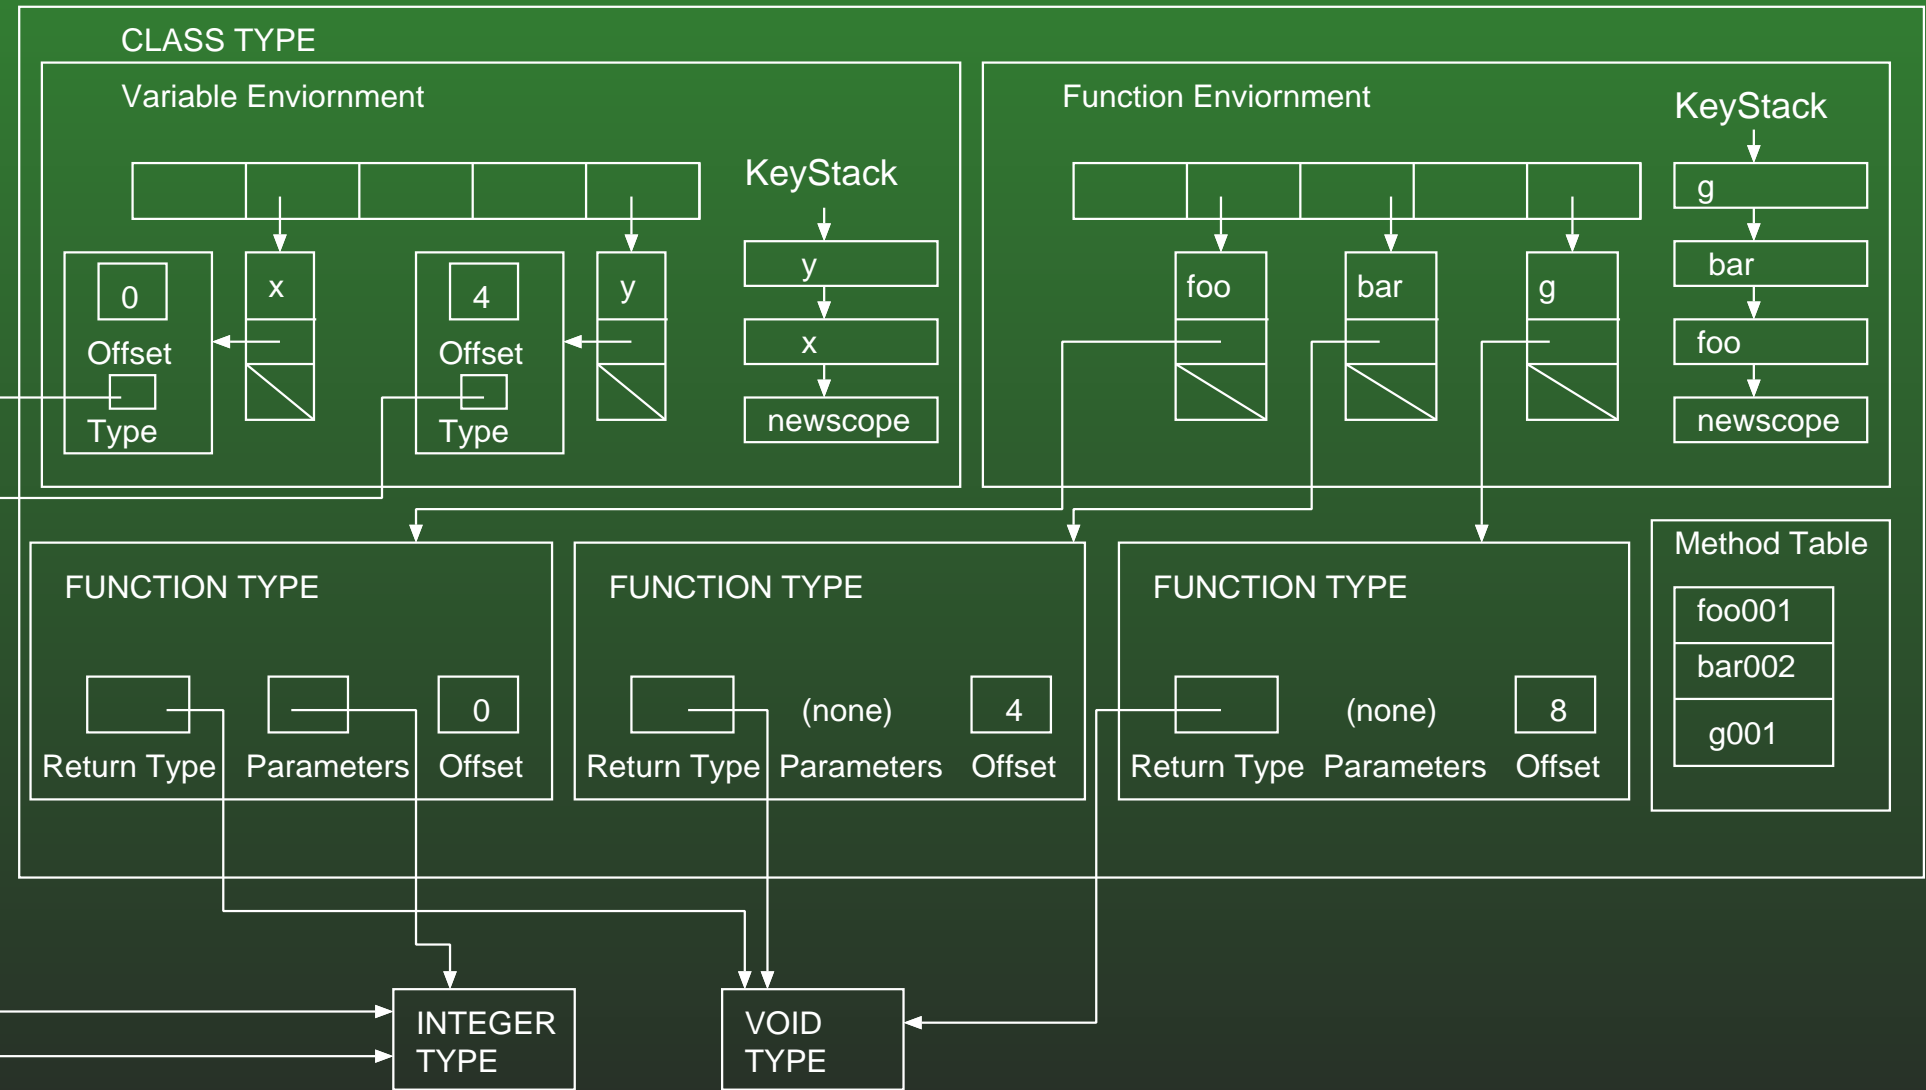 CLASS TYPE
Variable Enviornment
KeyStack
x
y
0
Offset
Type
4
Offset
Type
y
x
newscope
Function Enviornment
KeyStack
foo
bar
g
g
bar
foo
newscope
FUNCTION TYPE
0
Return Type Parameters Offset
FUNCTION TYPE
(none) 4
Return Type Parameters Offset
FUNCTION TYPE
(none) 8
Return Type Parameters Offset
Method Table
foo001
bar002
g001
INTEGER
TYPE
VOID
TYPE